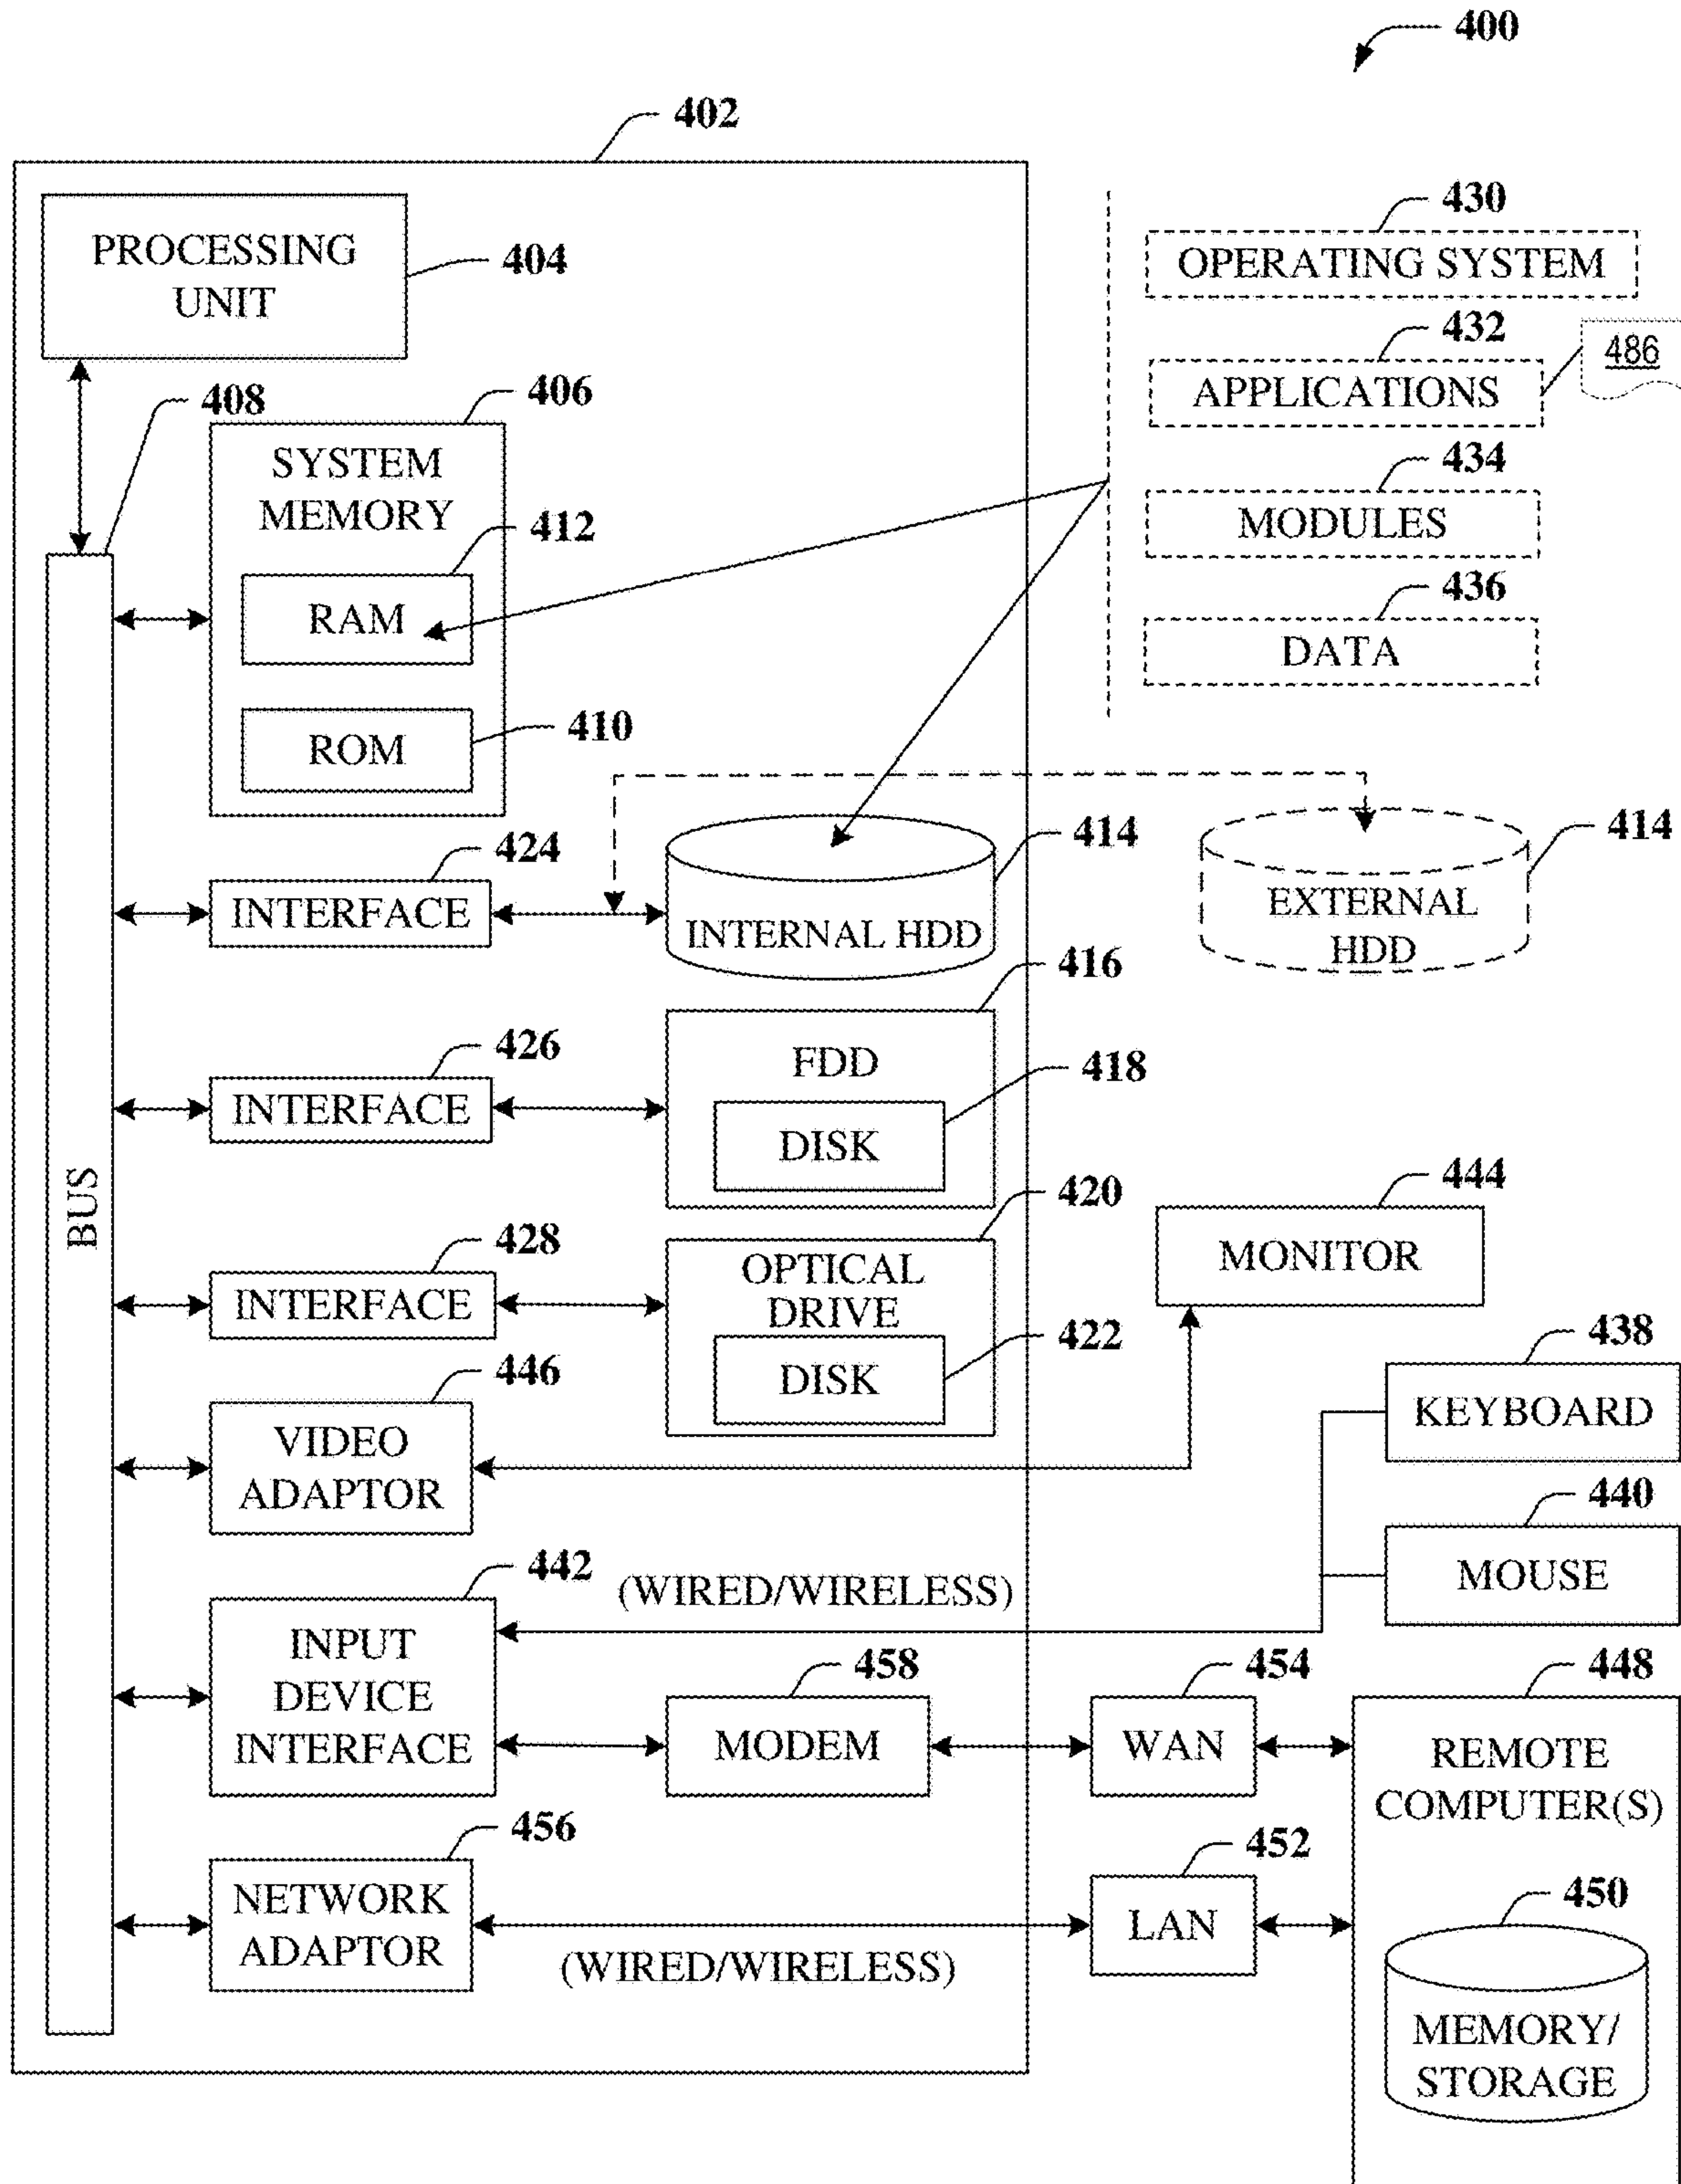 400
402
PROCESSING
UNIT
404
430
OPERATING SYSTEM
432
APPLICATIONS
486
434
MODULES
436
DATA
408
406
SYSTEM
MEMORY
412
RAM
410
ROM
424
INTERFACE
414
INTERNAL HDD
414
EXTERNAL
HDD
426
INTERFACE
416
FDD
418
DISK
BUS
428
INTERFACE
420
OPTICAL
DRIVE
422
DISK
444
MONITOR
446
VIDEO
ADAPTOR
438
KEYBOARD
440
MOUSE
442
(WIRED/WIRELESS)
INPUT
DEVICE
INTERFACE
458
MODEM
454
WAN
448
REMOTE
COMPUTER(S)
456
NETWORK
ADAPTOR
(WIRED/WIRELESS)
452
LAN
450
MEMORY/
STORAGE